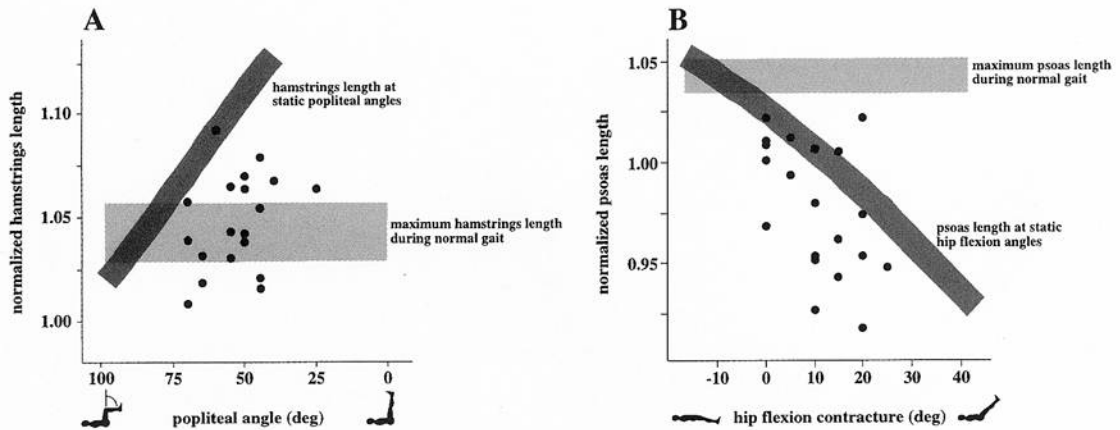 A
normalized hamstrings length
1.10
1.05
1.00
hamstrings length at
static popliteal angles
maximum hamstrings length
during normal gait
100
75
50
25
0
popliteal angle (deg)
B
normalized psoas length
1.05
1.00
0.95
maximum psoas length
during normal gait
psoas length at static
hip flexion angles
-10
0
10
20
30
40
hip flexion contracture (deg)